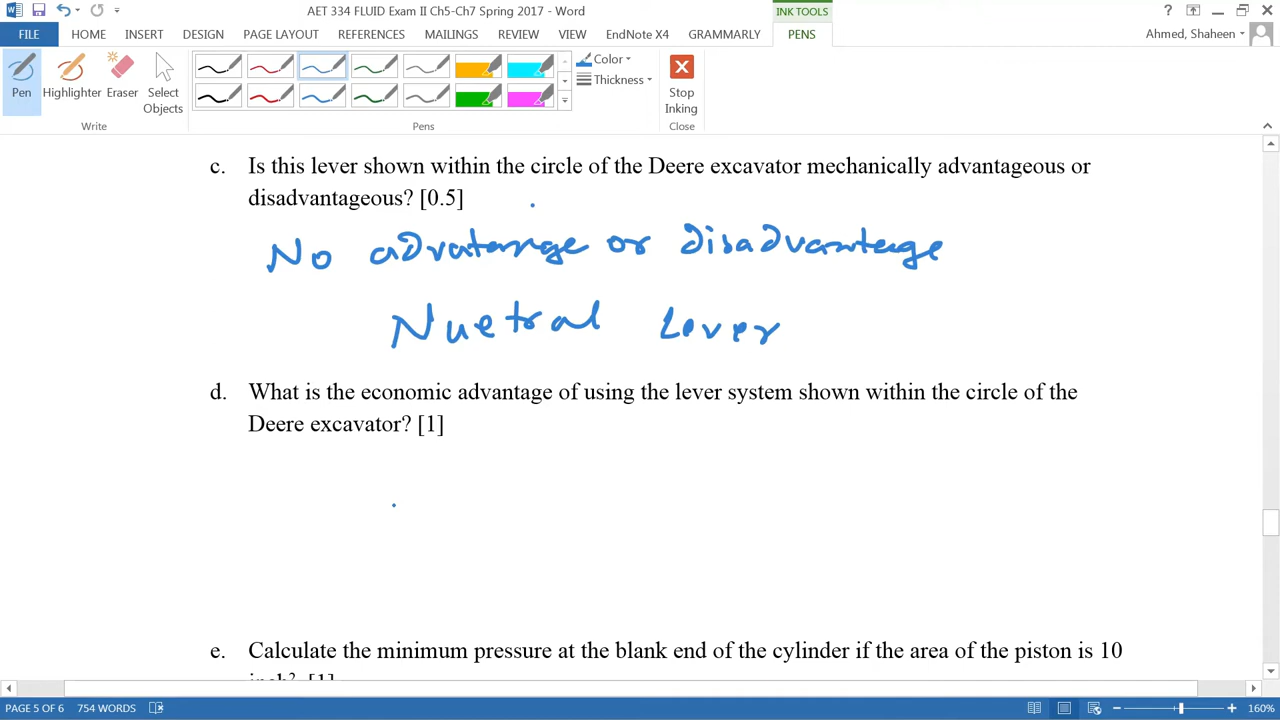 AET 334 FLUID Exam II Ch5-Ch7 Spring 2017 - Word
INK TOOLS
FILE HOME INSERT DESIGN PAGE LAYOUT REFERENCES MAILINGS REVIEW VIEW EndNote X4 GRAMMARLY PENS
Ahmed, Shaheen
Pen Highlighter Eraser Select Objects
Color
Thickness
Stop Inking
Write Pens Close
c. Is this lever shown within the circle of the Deere excavator mechanically advantageous or
disadvantageous? [0.5]
No advatange or disadvantage
Nuetral Lever
d. What is the economic advantage of using the lever system shown within the circle of the
Deere excavator? [1]
e. Calculate the minimum pressure at the blank end of the cylinder if the area of the piston is 10
inch². [1]
PAGE 5 OF 6 754 WORDS 160%